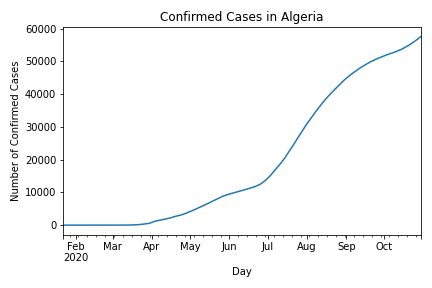 Confirmed Cases in Algeria
60000
50000
40000
30000
20000
10000
0
Number of Confirmed Cases
Feb Mar Apr May Jun Jul Aug Sep Oct
2020
Day